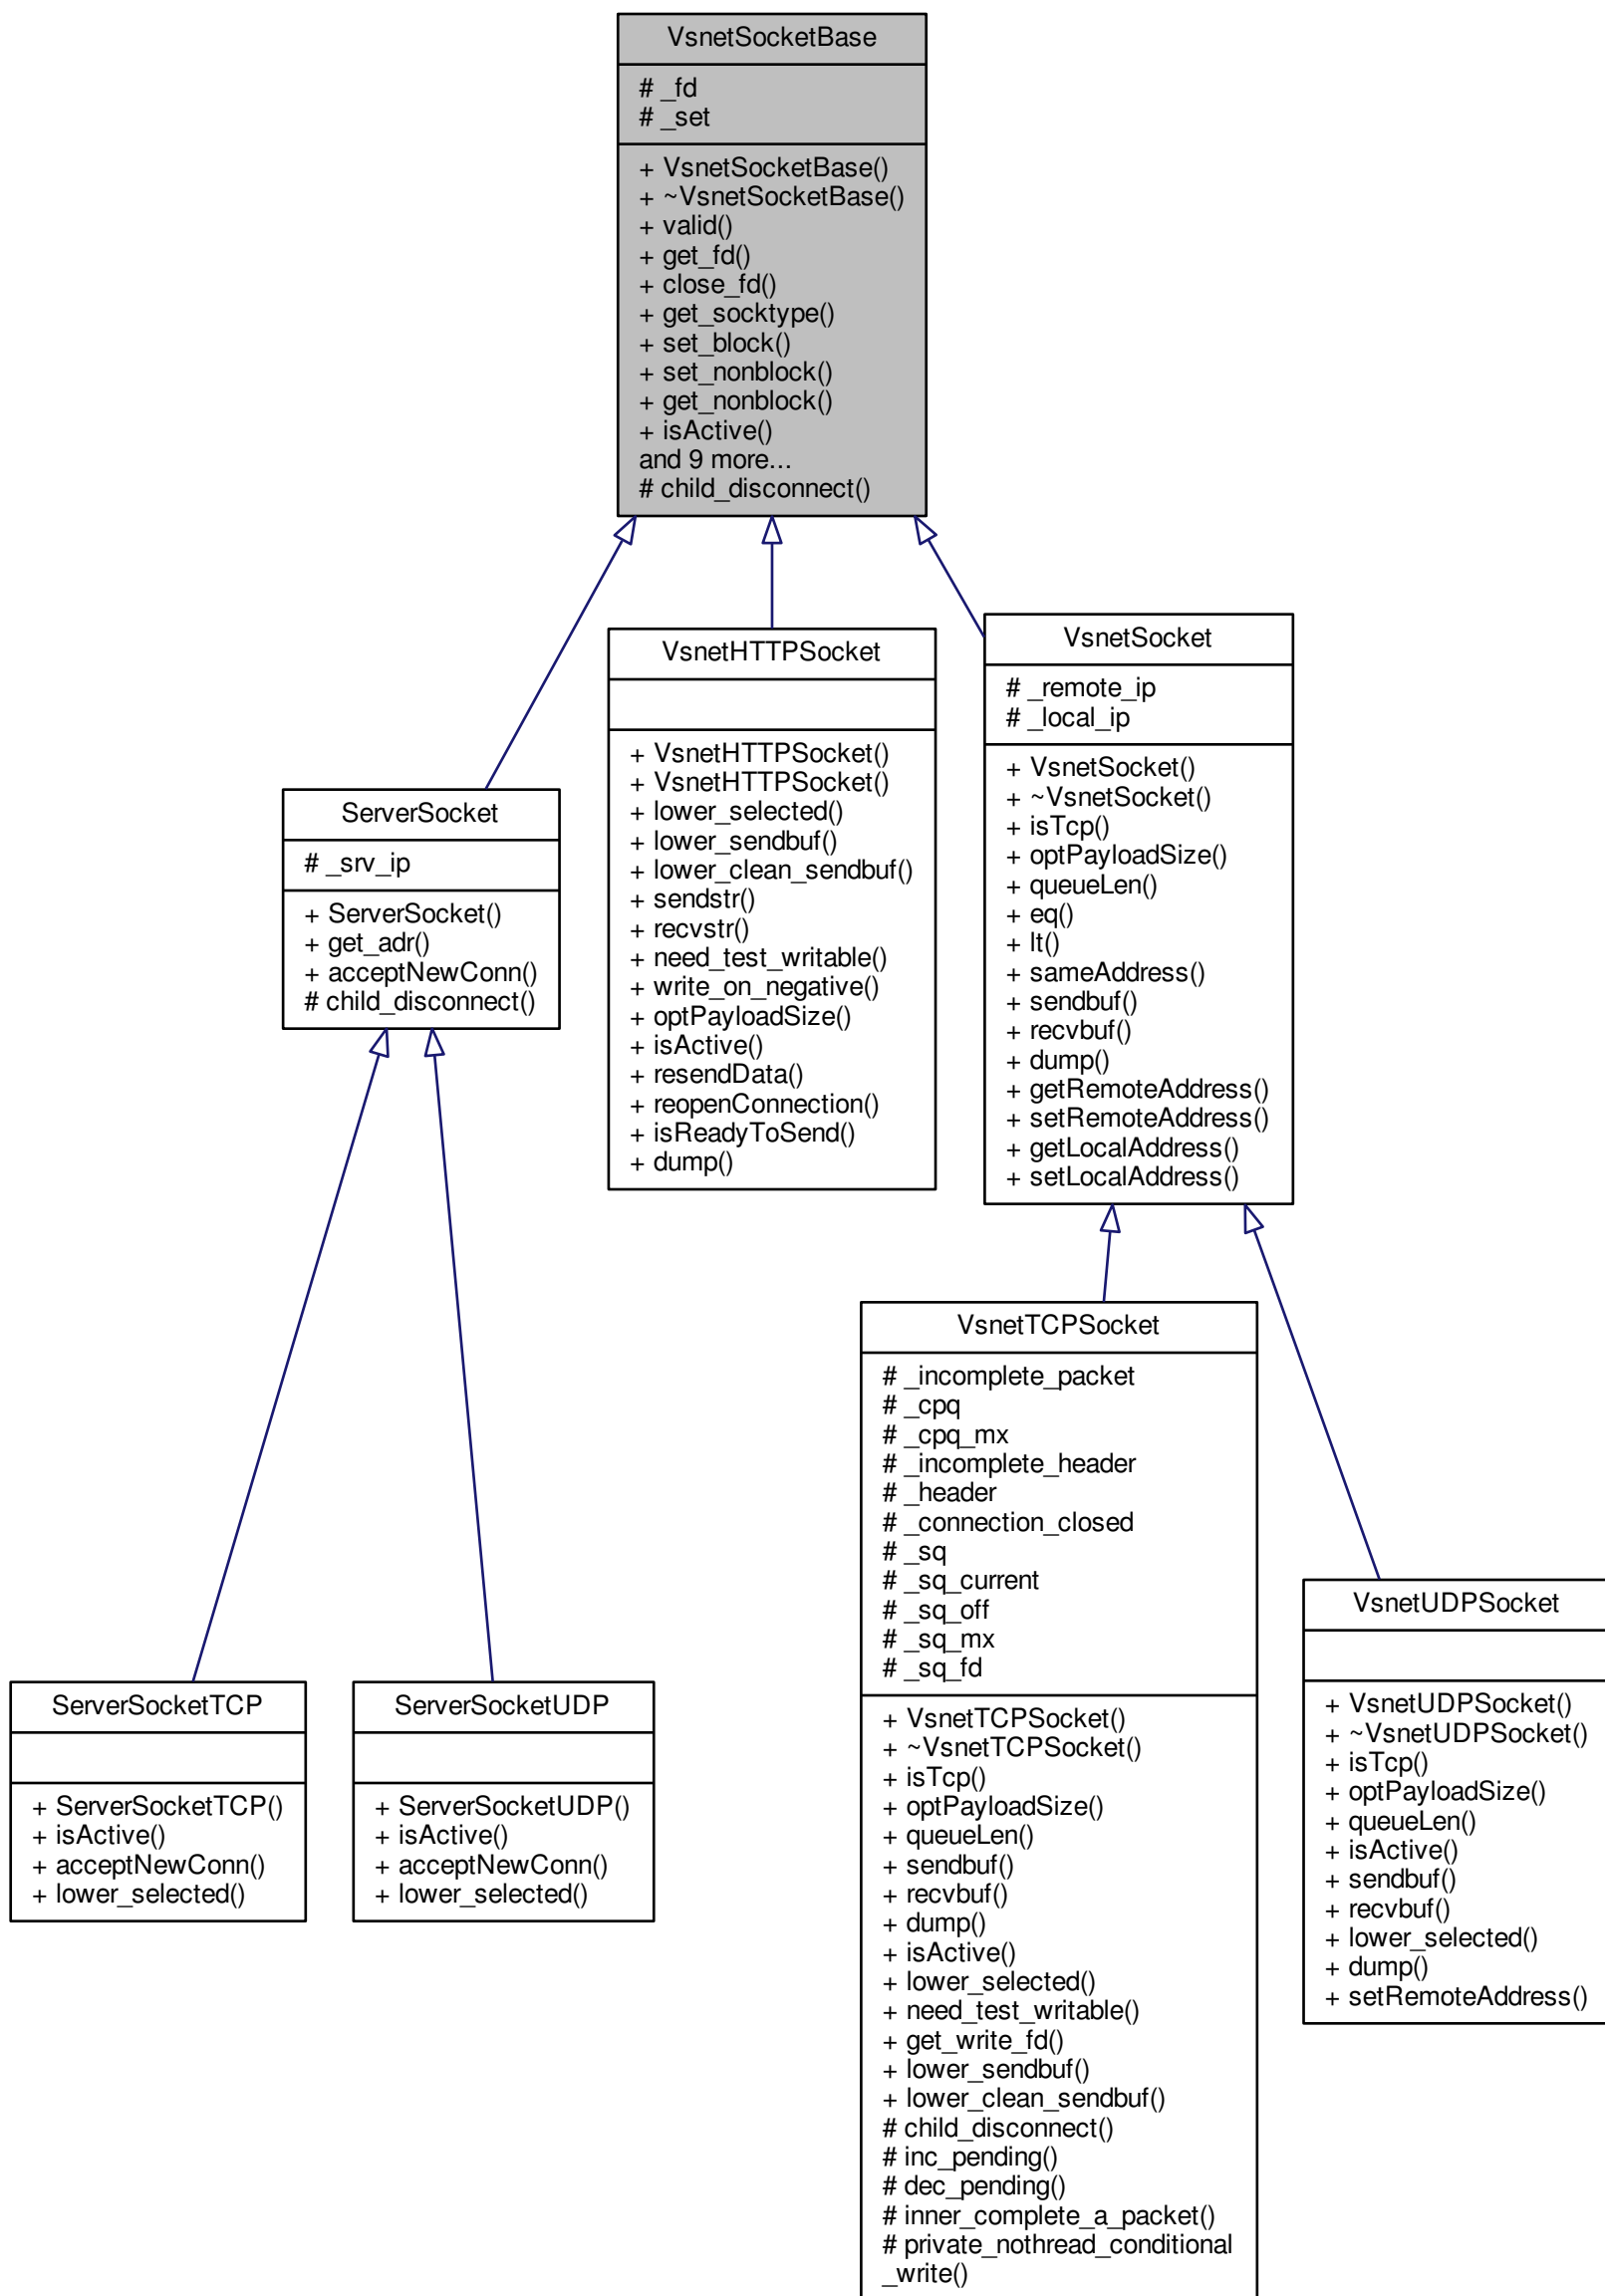 VsnetSocketBase
# _fd
# _set
+ VsnetSocketBase()
+ ~VsnetSocketBase()
+ valid()
+ get_fd()
+ close_fd()
+ get_socktype()
+ set_block()
+ set_nonblock()
+ get_nonblock()
+ isActive()
and 9 more...
# child_disconnect()
ServerSocket
# _srv_ip
+ ServerSocket()
+ get_adr()
+ acceptNewConn()
# child_disconnect()
VsnetHTTPSocket
+ VsnetHTTPSocket()
+ VsnetHTTPSocket()
+ lower_selected()
+ lower_sendbuf()
+ lower_clean_sendbuf()
+ sendstr()
+ recvstr()
+ need_test_writable()
+ write_on_negative()
+ optPayloadSize()
+ isActive()
+ resendData()
+ reopenConnection()
+ isReadyToSend()
+ dump()
VsnetSocket
# _remote_ip
# _local_ip
+ VsnetSocket()
+ ~VsnetSocket()
+ isTcp()
+ optPayloadSize()
+ queueLen()
+ eq()
+ lt()
+ sameAddress()
+ sendbuf()
+ recvbuf()
+ dump()
+ getRemoteAddress()
+ setRemoteAddress()
+ getLocalAddress()
+ setLocalAddress()
ServerSocketTCP
+ ServerSocketTCP()
+ isActive()
+ acceptNewConn()
+ lower_selected()
ServerSocketUDP
+ ServerSocketUDP()
+ isActive()
+ acceptNewConn()
+ lower_selected()
VsnetTCPSocket
# _incomplete_packet
# _cpq
# _cpq_mx
# _incomplete_header
# _header
# _connection_closed
# _sq
# _sq_current
# _sq_off
# _sq_mx
# _sq_fd
+ VsnetTCPSocket()
+ ~VsnetTCPSocket()
+ isTcp()
+ optPayloadSize()
+ queueLen()
+ sendbuf()
+ recvbuf()
+ dump()
+ isActive()
+ lower_selected()
+ need_test_writable()
+ get_write_fd()
+ lower_sendbuf()
+ lower_clean_sendbuf()
# child_disconnect()
# inc_pending()
# dec_pending()
# inner_complete_a_packet()
# private_nothread_conditional
_write()
VsnetUDPSocket
+ VsnetUDPSocket()
+ ~VsnetUDPSocket()
+ isTcp()
+ optPayloadSize()
+ queueLen()
+ isActive()
+ sendbuf()
+ recvbuf()
+ lower_selected()
+ dump()
+ setRemoteAddress()